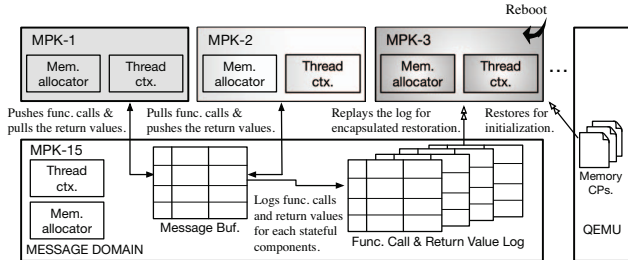 Reboot
MPK-1
Mem.
allocator
Thread
ctx.
MPK-2
Mem.
allocator
Thread
ctx.
MPK-3
Mem.
allocator
Thread
ctx.
...
Pushes func. calls &
pulls the return values.
Pulls func. calls &
pushes the return values.
Replays the log for
encapsulated restoration.
Restores for
initialization.
MPK-15
Thread
ctx.
Mem.
allocator
MESSAGE DOMAIN
Message Buf.
Logs func. calls
and return values
for each stateful
components.
Func. Call & Return Value Log
Memory
CPs.
QEMU